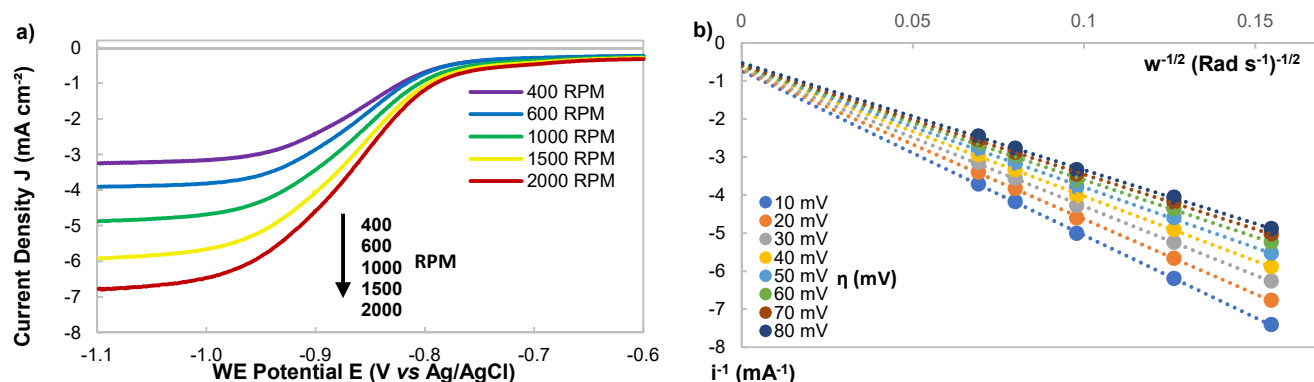 a)
0
-1
-2
-3
-4
-5
-6
-7
-8
Current Density J (mA cm-2)
400 RPM
600 RPM
1000 RPM
1500 RPM
2000 RPM
400
600
1000 RPM
1500
2000
-1.1 -1.0 -0.9 -0.8 -0.7 -0.6
WE Potential E (V vs Ag/AgCl)
b)
0 0.05 0.1 0.15
w-1/2 (Rad s-1)-1/2
0
-1
-2
-3
-4
-5
-6
-7
-8
10 mV
20 mV
30 mV
40 mV
50 mV
60 mV
70 mV
80 mV
η (mV)
i-1 (mA-1)